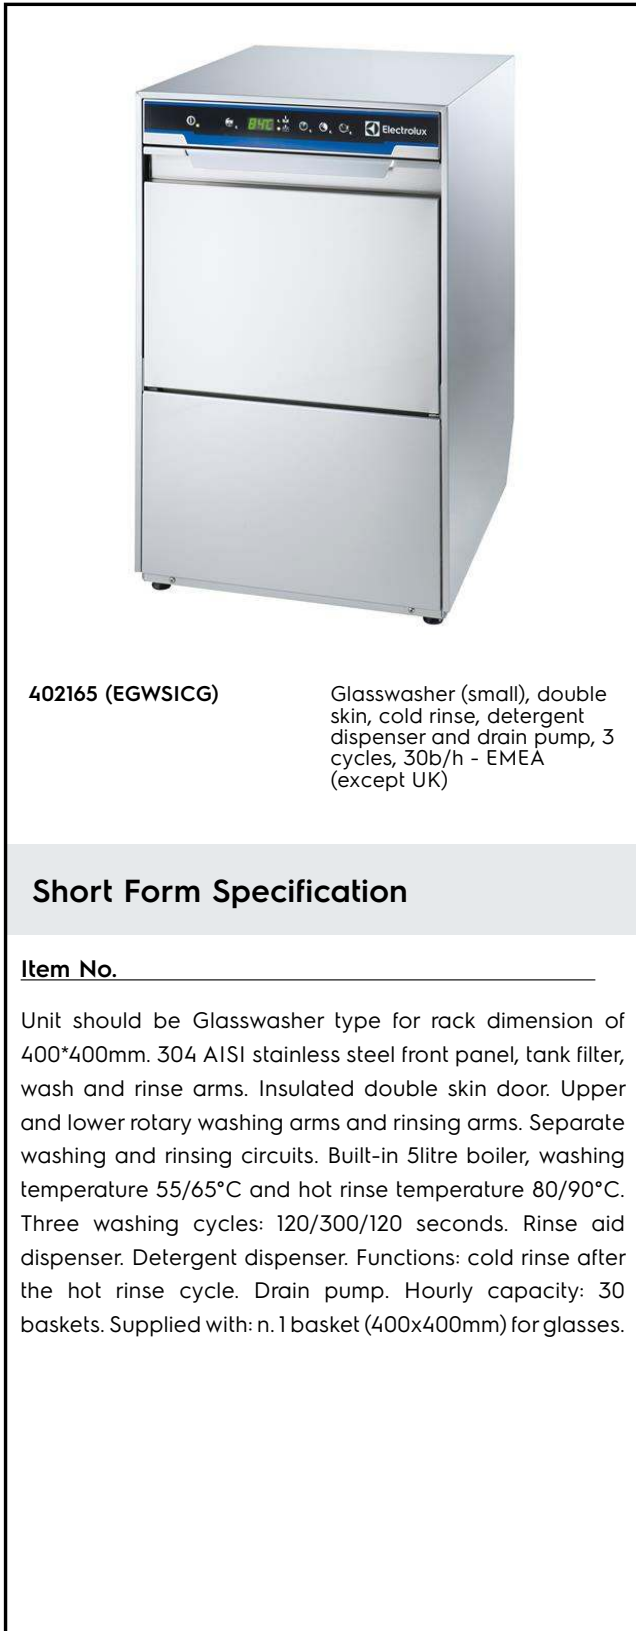 84C
Electrolux
402165 (EGWSICG)
Glasswasher (small), double
skin, cold rinse, detergent
dispenser and drain pump, 3
cycles, 30b/h - EMEA
(except UK)
Short Form Specification
Item No.
Unit should be Glasswasher type for rack dimension of
400*400mm. 304 AISI stainless steel front panel, tank filter,
wash and rinse arms. Insulated double skin door. Upper
and lower rotary washing arms and rinsing arms. Separate
washing and rinsing circuits. Built-in 5litre boiler, washing
temperature 55/65°C and hot rinse temperature 80/90°C.
Three washing cycles: 120/300/120 seconds. Rinse aid
dispenser. Detergent dispenser. Functions: cold rinse after
the hot rinse cycle. Drain pump. Hourly capacity: 30
baskets. Supplied with: n. 1 basket (400x400mm) for glasses.